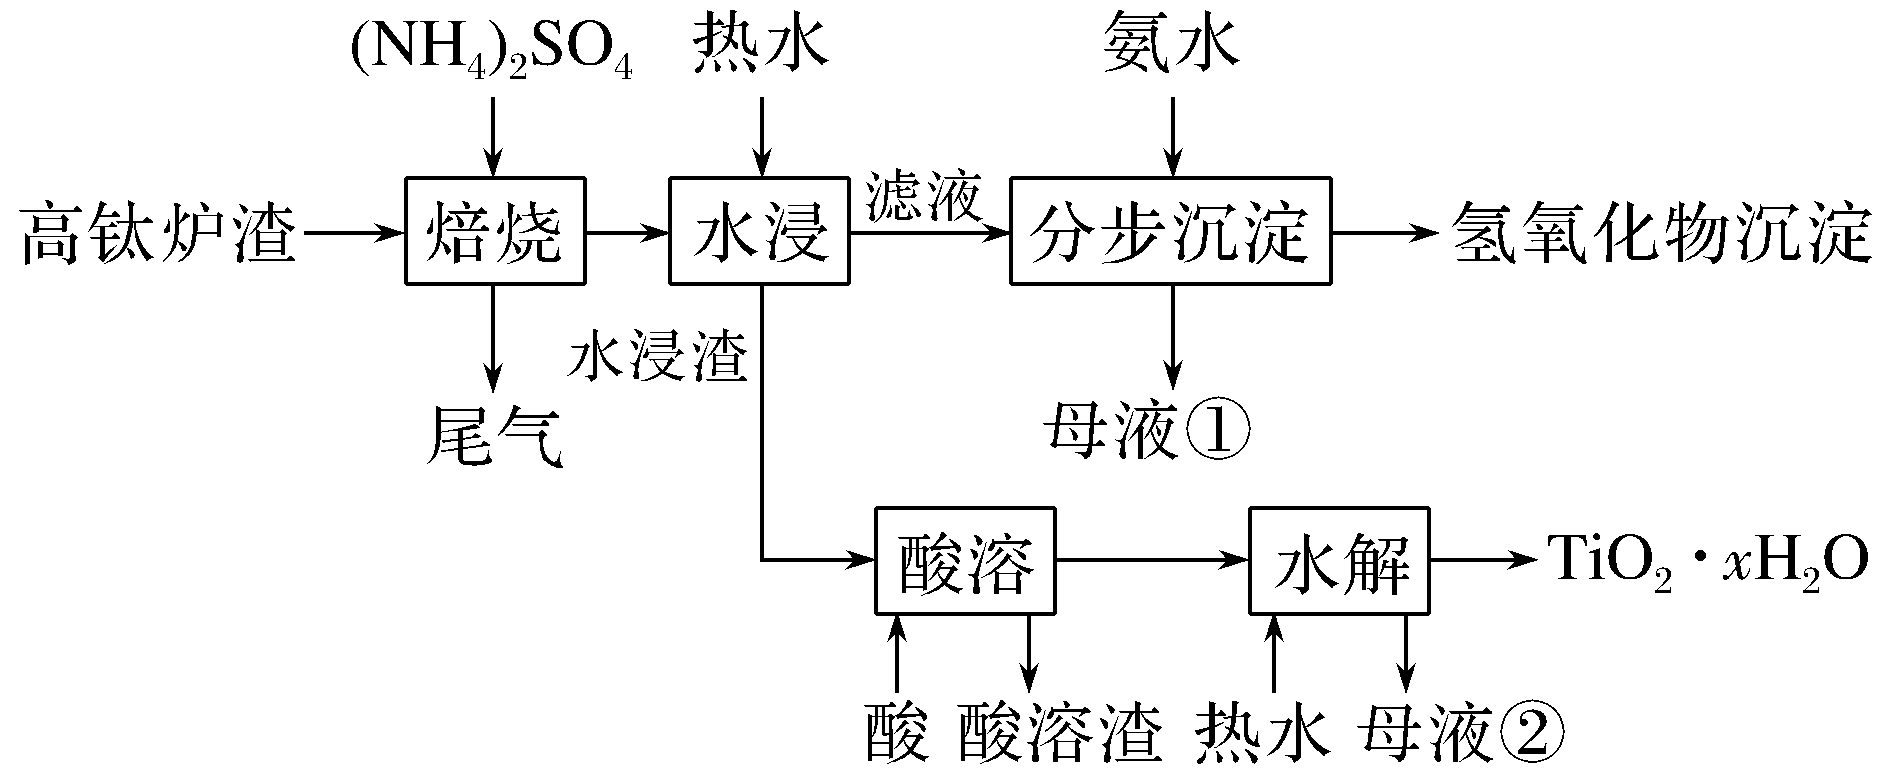 (NH₄)₂SO₄ 热水 氨水
高钛炉渣 焙烧 水浸 滤液 分步沉淀 氢氧化物沉淀
水浸渣
尾气 母液①
酸溶 水解 TiO₂·xH₂O
酸 酸溶渣 热水 母液②